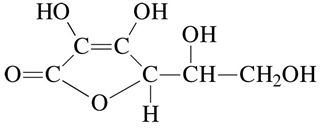 HO OH
OH
C=C
O=C C-CH-CH₂OH
O H